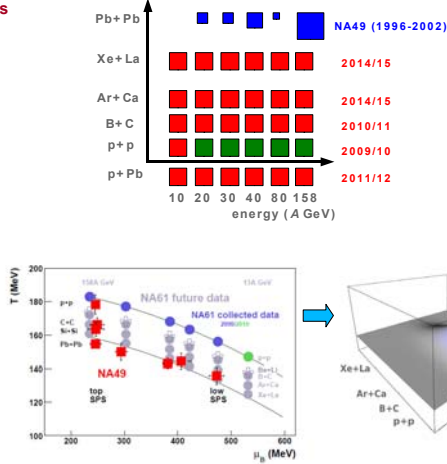 s
Pb+Pb
NA49 (1996-2002)
Xe+La
2014/15
Ar+Ca
2014/15
B+C
2010/11
p+p
2009/10
p+Pb
2011/12
10 20 30 40 80 158
energy (A GeV)
T (MeV)
200
180
160
140
120
100
158A GeV
15A GeV
NA61 future data
NA61 collected data
p+p
C+C
Si+Si
Pb+Pb
NA49
top
SPS
low
SPS
p+p
B+C
Ar+Ca
Xe+La
200 300 400 500 600
μB (MeV)
Xe+La
Ar+Ca
B+C
p+p